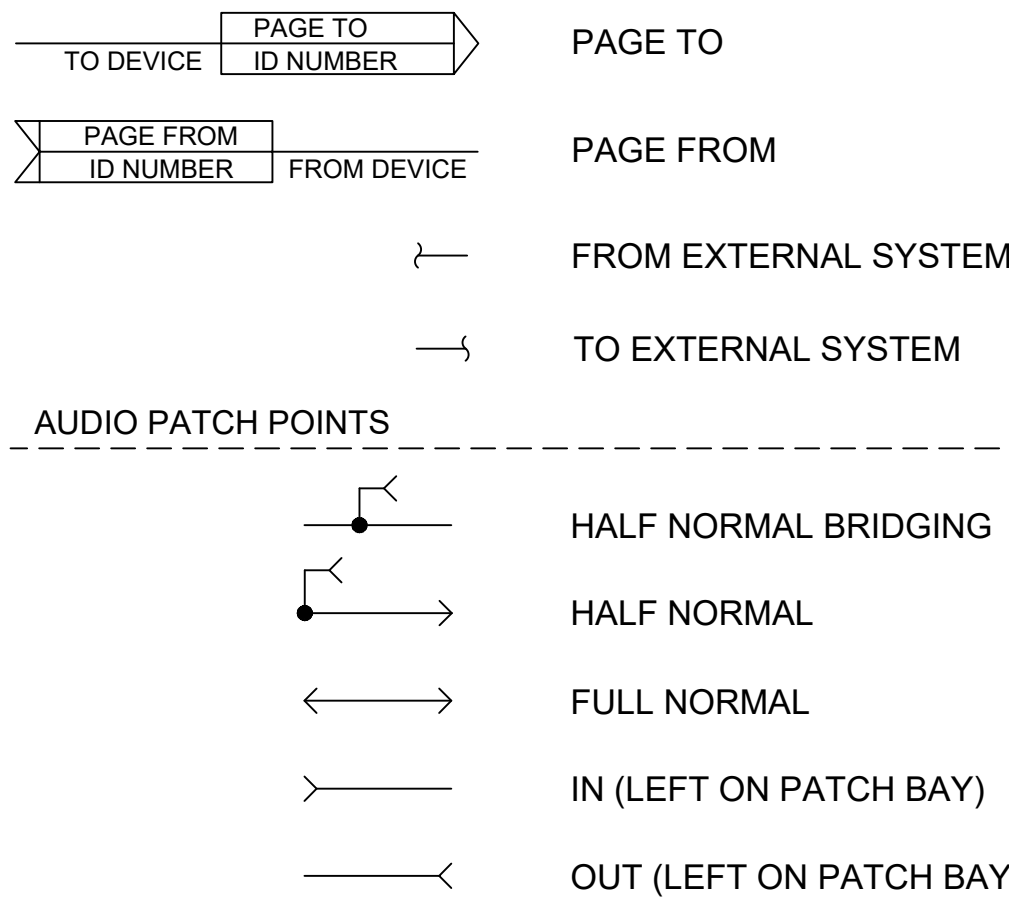 PAGE TO
TO DEVICE ID NUMBER
PAGE TO
PAGE FROM
ID NUMBER FROM DEVICE
PAGE FROM
FROM EXTERNAL SYSTEM
TO EXTERNAL SYSTEM
AUDIO PATCH POINTS
HALF NORMAL BRIDGING
HALF NORMAL
FULL NORMAL
IN (LEFT ON PATCH BAY)
OUT (LEFT ON PATCH BAY